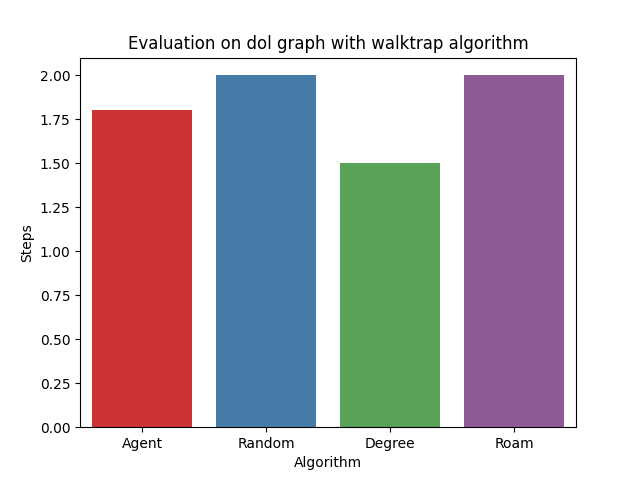 Evaluation on dol graph with walktrap algorithm
2.00
1.75
1.50
1.25
1.00
0.75
0.50
0.25
0.00
Steps
Agent Random Degree Roam
Algorithm